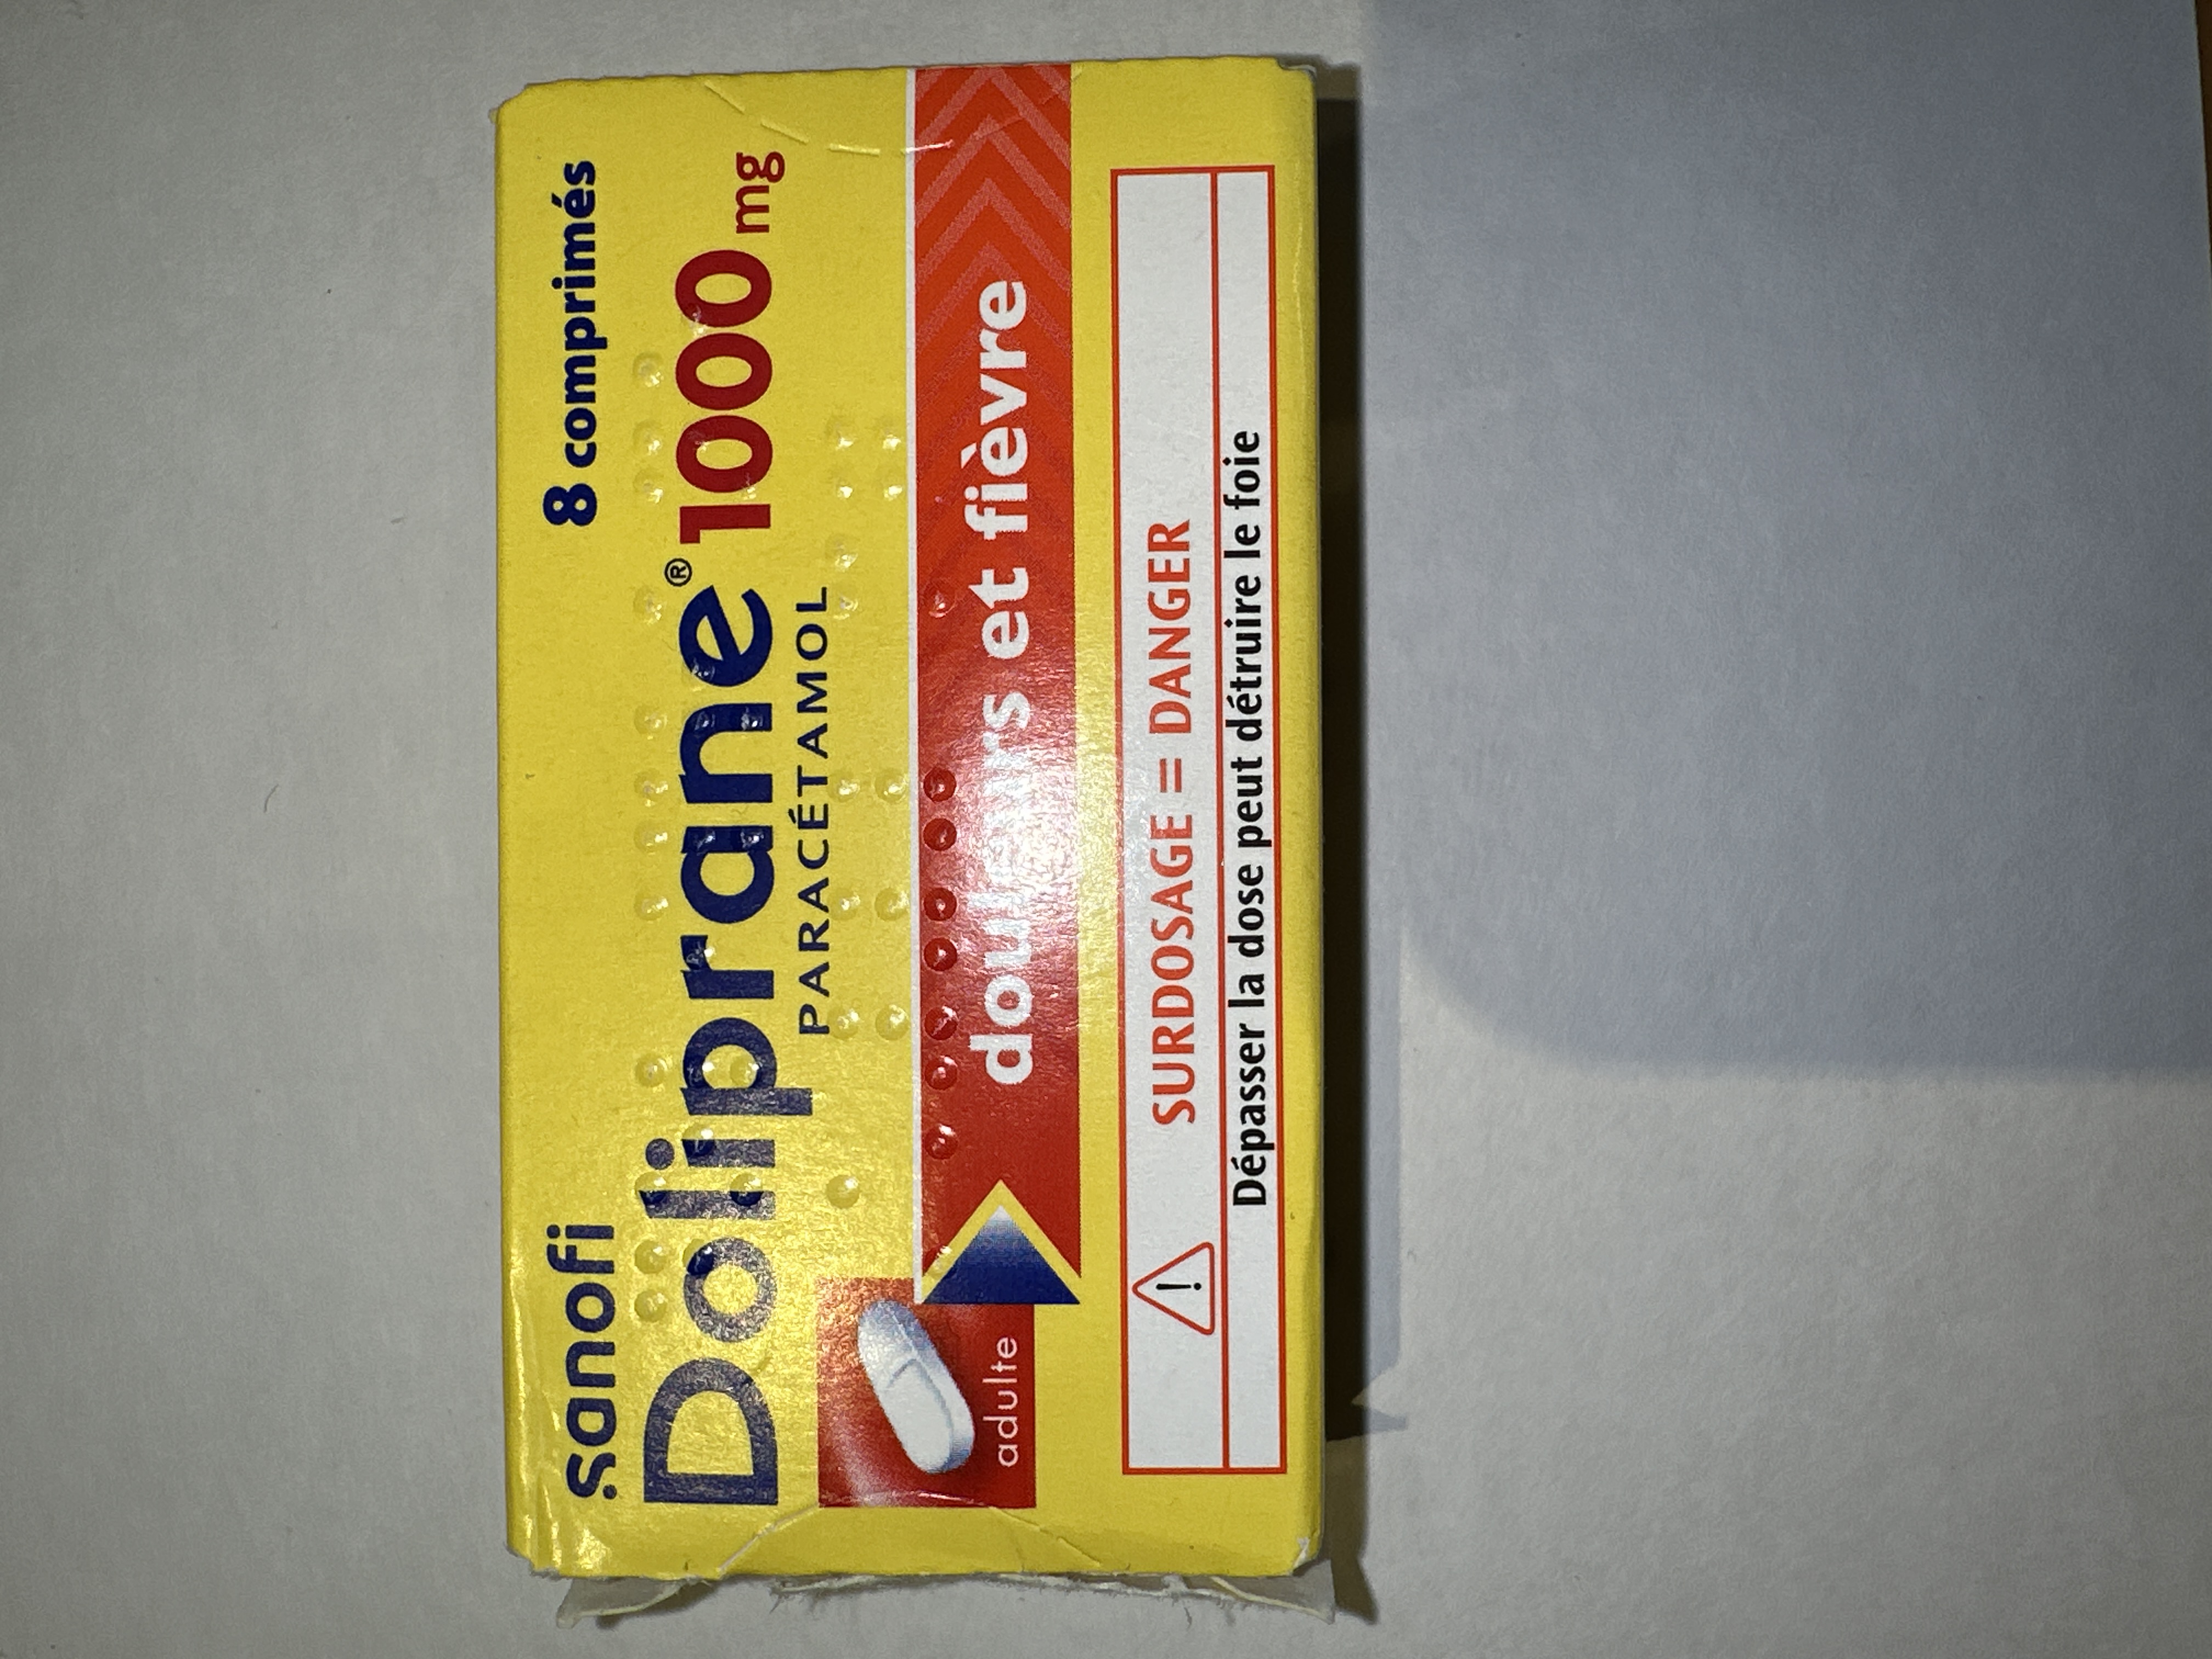 sanofi
8 comprimés
Doliprane® 1000 mg
PARACÉTAMOL
adulte
douleurs et fièvre
SURDOSAGE = DANGER
Dépasser la dose peut détruire le foie